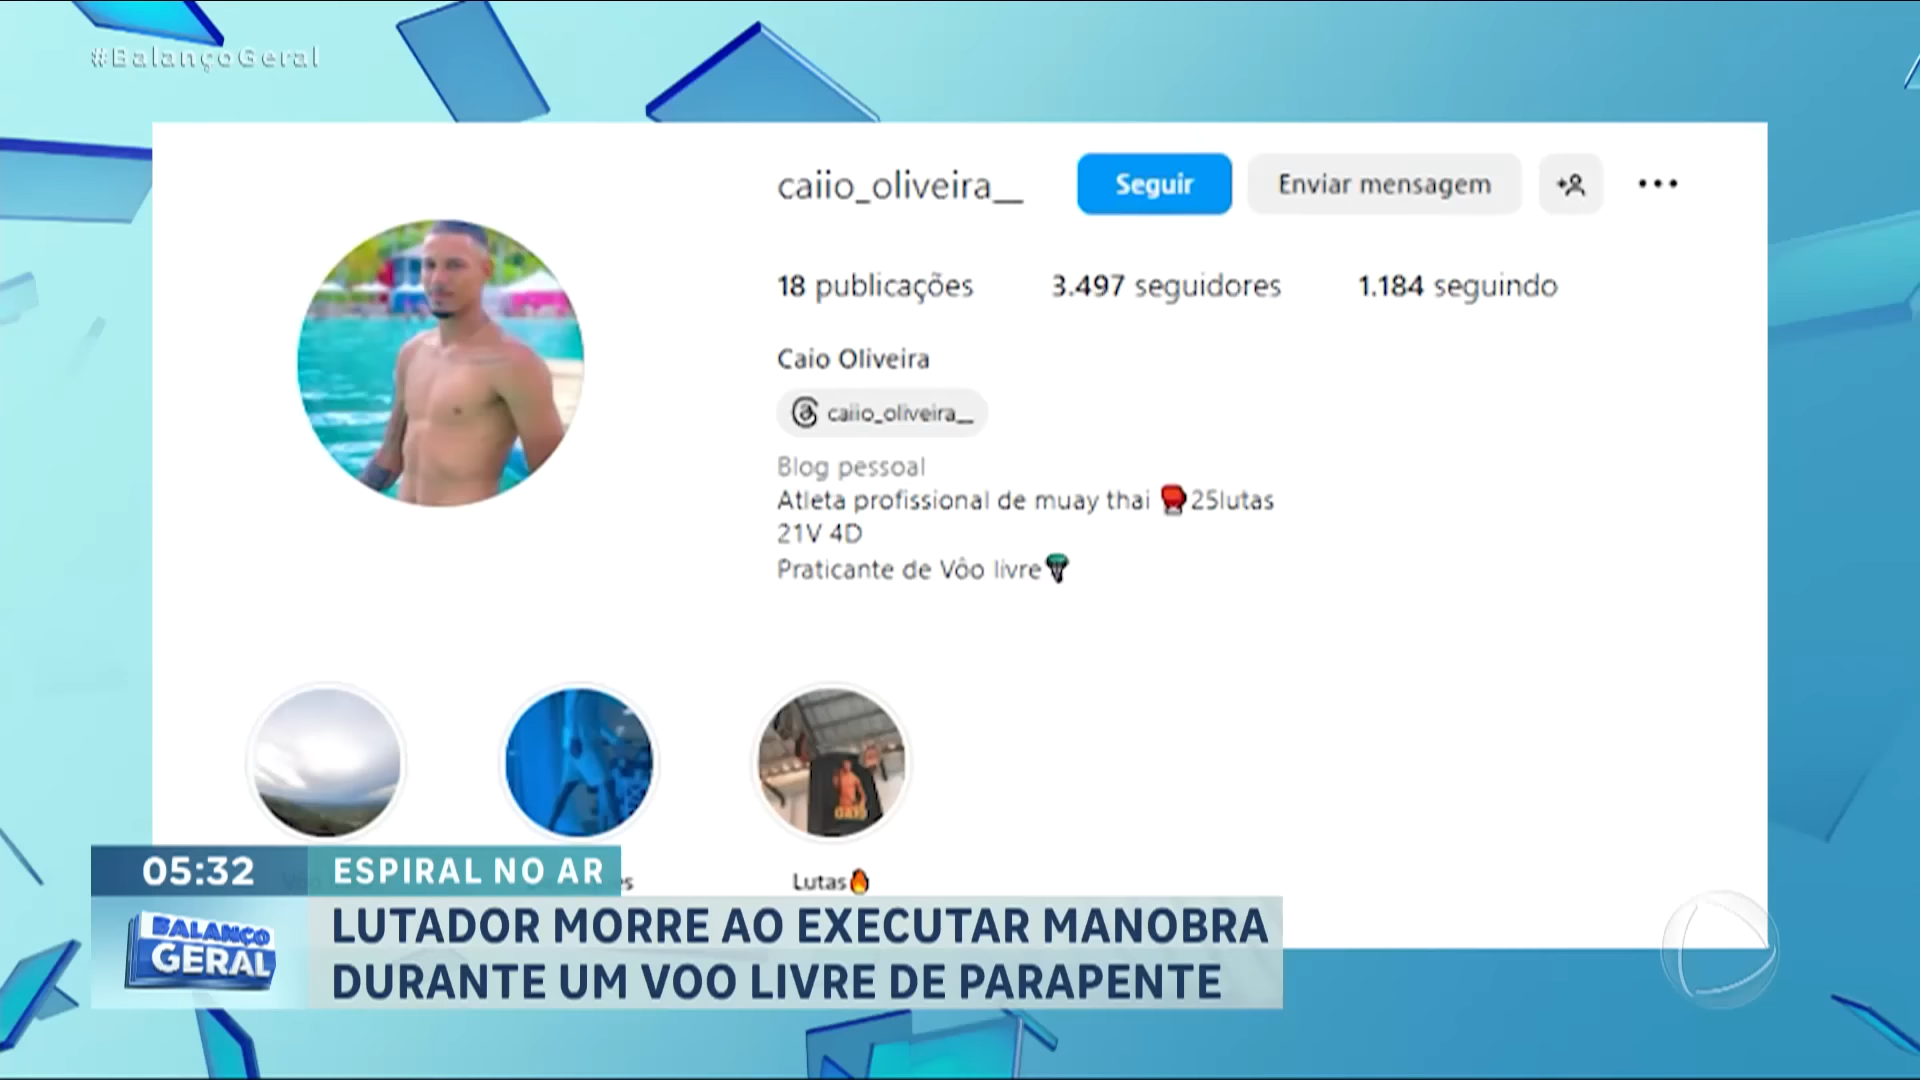 #BalançoGeral
caiio_oliveira__
Seguir
Enviar mensagem
18 publicações
3.497 seguidores
1.184 seguindo
Caio Oliveira
caiio_oliveira__
Blog pessoal
Atleta profissional de muay thai 🥊25lutas
21V 4D
Praticante de Vôo livre🪂
Lutas🔥
05:32
ESPIRAL NO AR
BALANÇO
GERAL
LUTADOR MORRE AO EXECUTAR MANOBRA
DURANTE UM VOO LIVRE DE PARAPENTE